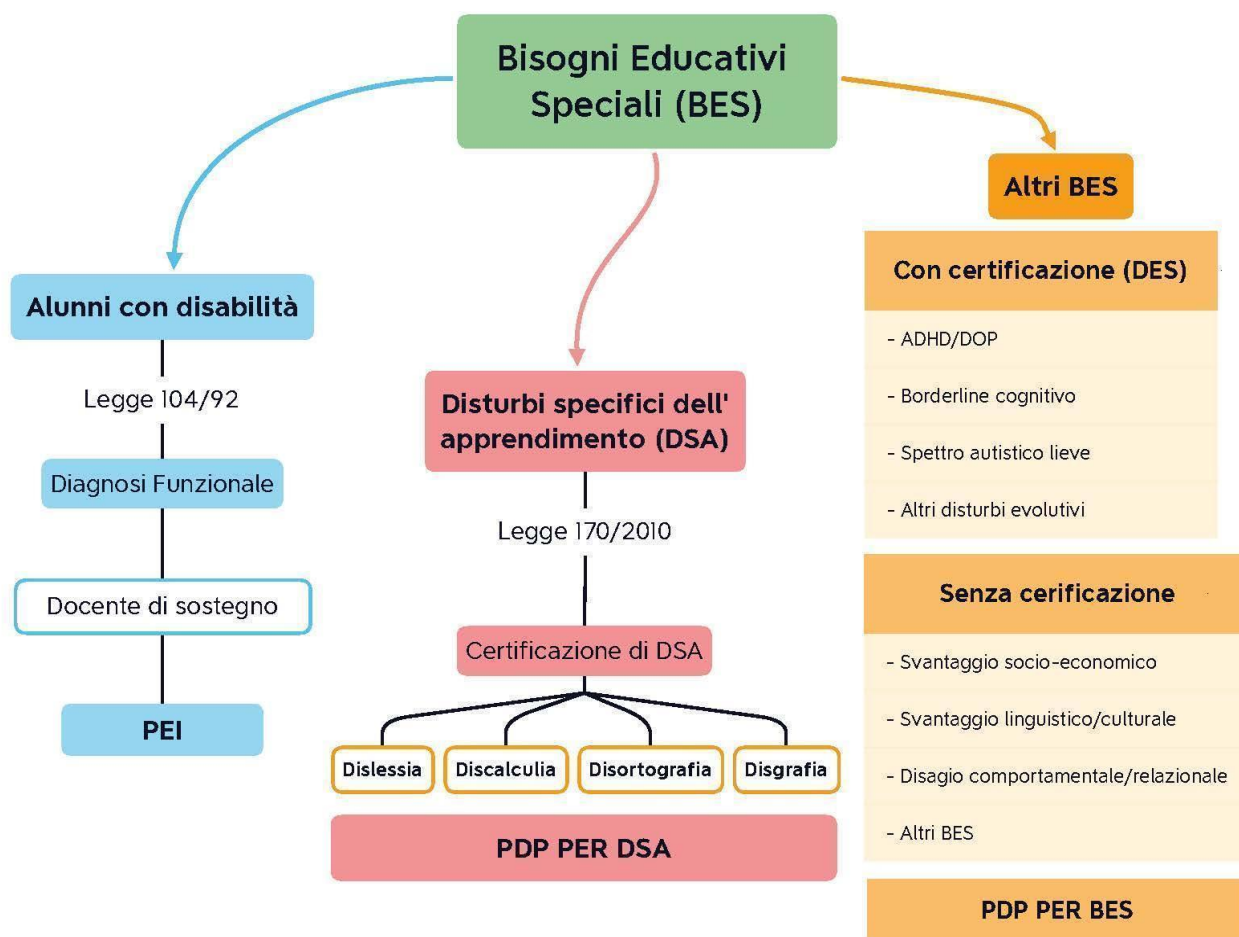 Bisogni Educativi
Speciali (BES)
Alunni con disabilità
Legge 104/92
Diagnosi Funzionale
Docente di sostegno
PEI
Disturbi specifici dell'
apprendimento (DSA)
Legge 170/2010
Certificazione di DSA
Dislessia
Discalculia
Disortografia
Disgrafia
PDP PER DSA
Altri BES
Con certificazione (DES)
- ADHD/DOP
- Borderline cognitivo
- Spettro autistico lieve
- Altri disturbi evolutivi
Senza cerificazione
- Svantaggio socio-economico
- Svantaggio linguistico/culturale
- Disagio comportamentale/relazionale
- Altri BES
PDP PER BES